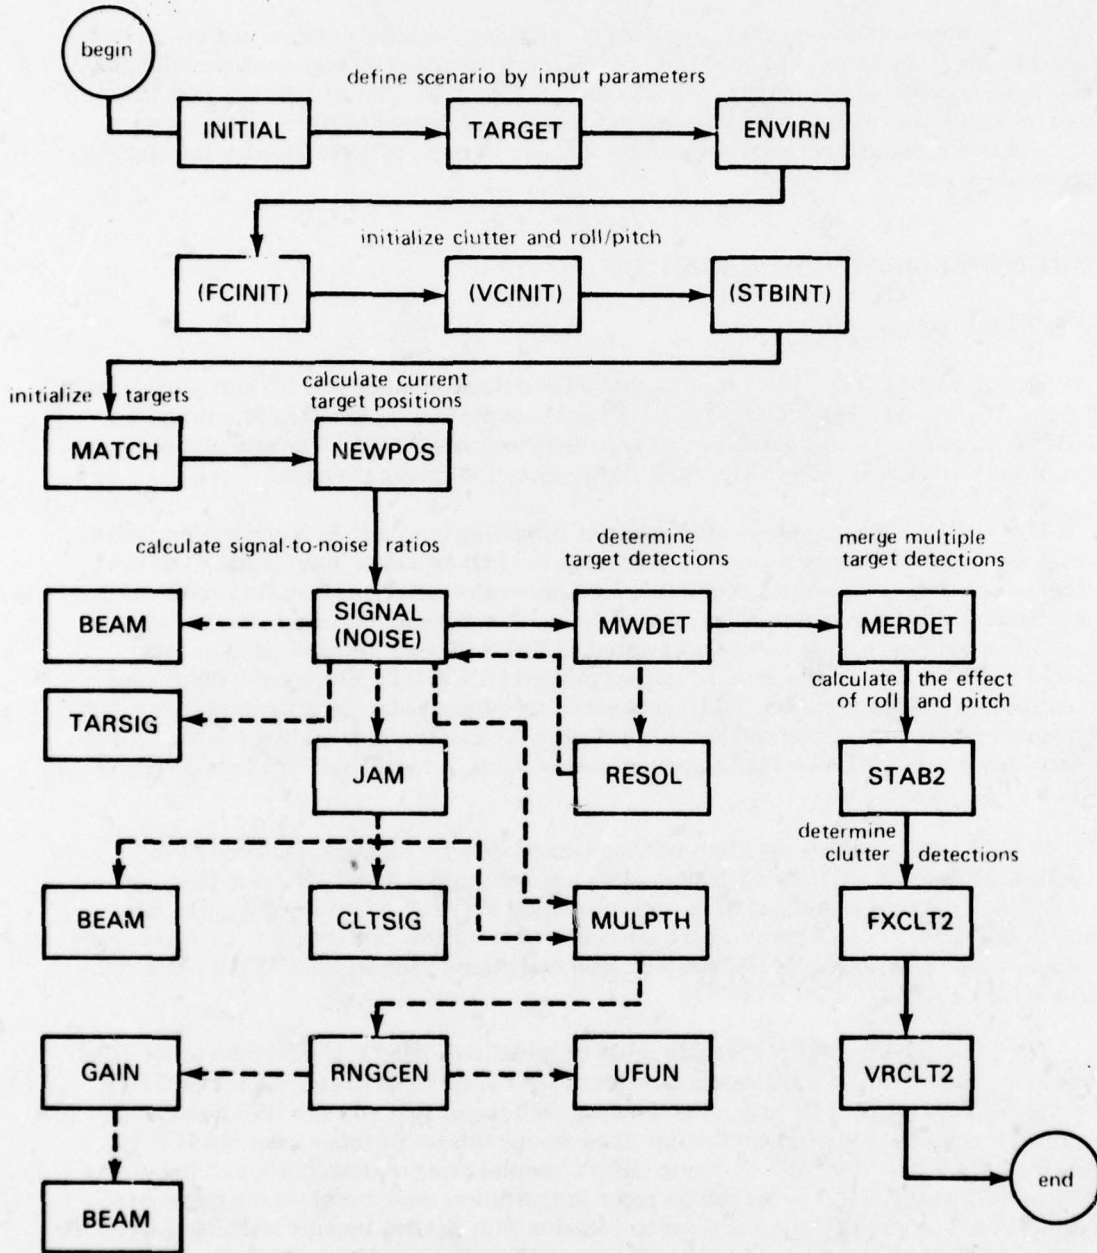 begin
define scenario by input parameters
INITIAL
TARGET
ENVIRN
initialize clutter and roll/pitch
(FCINIT)
(VCINIT)
(STBINT)
initialize targets
calculate current
target positions
MATCH
NEWPOS
calculate signal-to-noise ratios
determine
target detections
merge multiple
target detections
BEAM
SIGNAL
(NOISE)
MWDET
MERDET
calculate the effect
of roll and pitch
TARSIG
JAM
RESOL
STAB2
determine
clutter detections
BEAM
CLTSIG
MULPTH
FXCLT2
GAIN
RNGCEN
UFUN
VRCLT2
BEAM
end